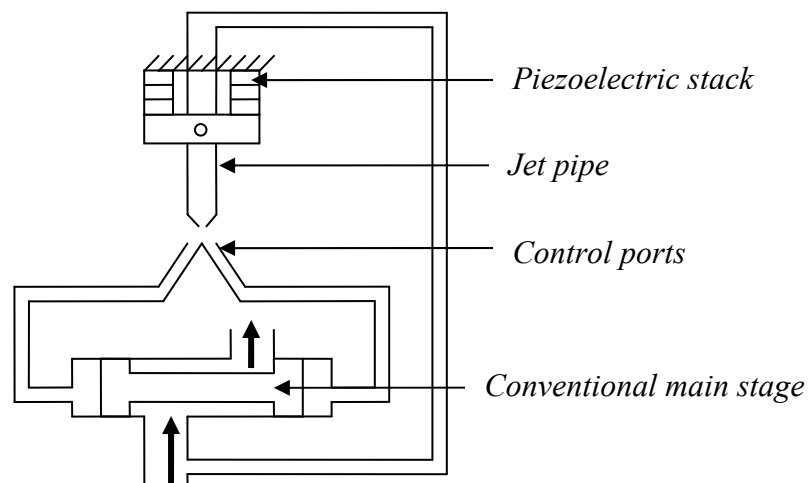 Piezoelectric stack
Jet pipe
Control ports
Conventional main stage